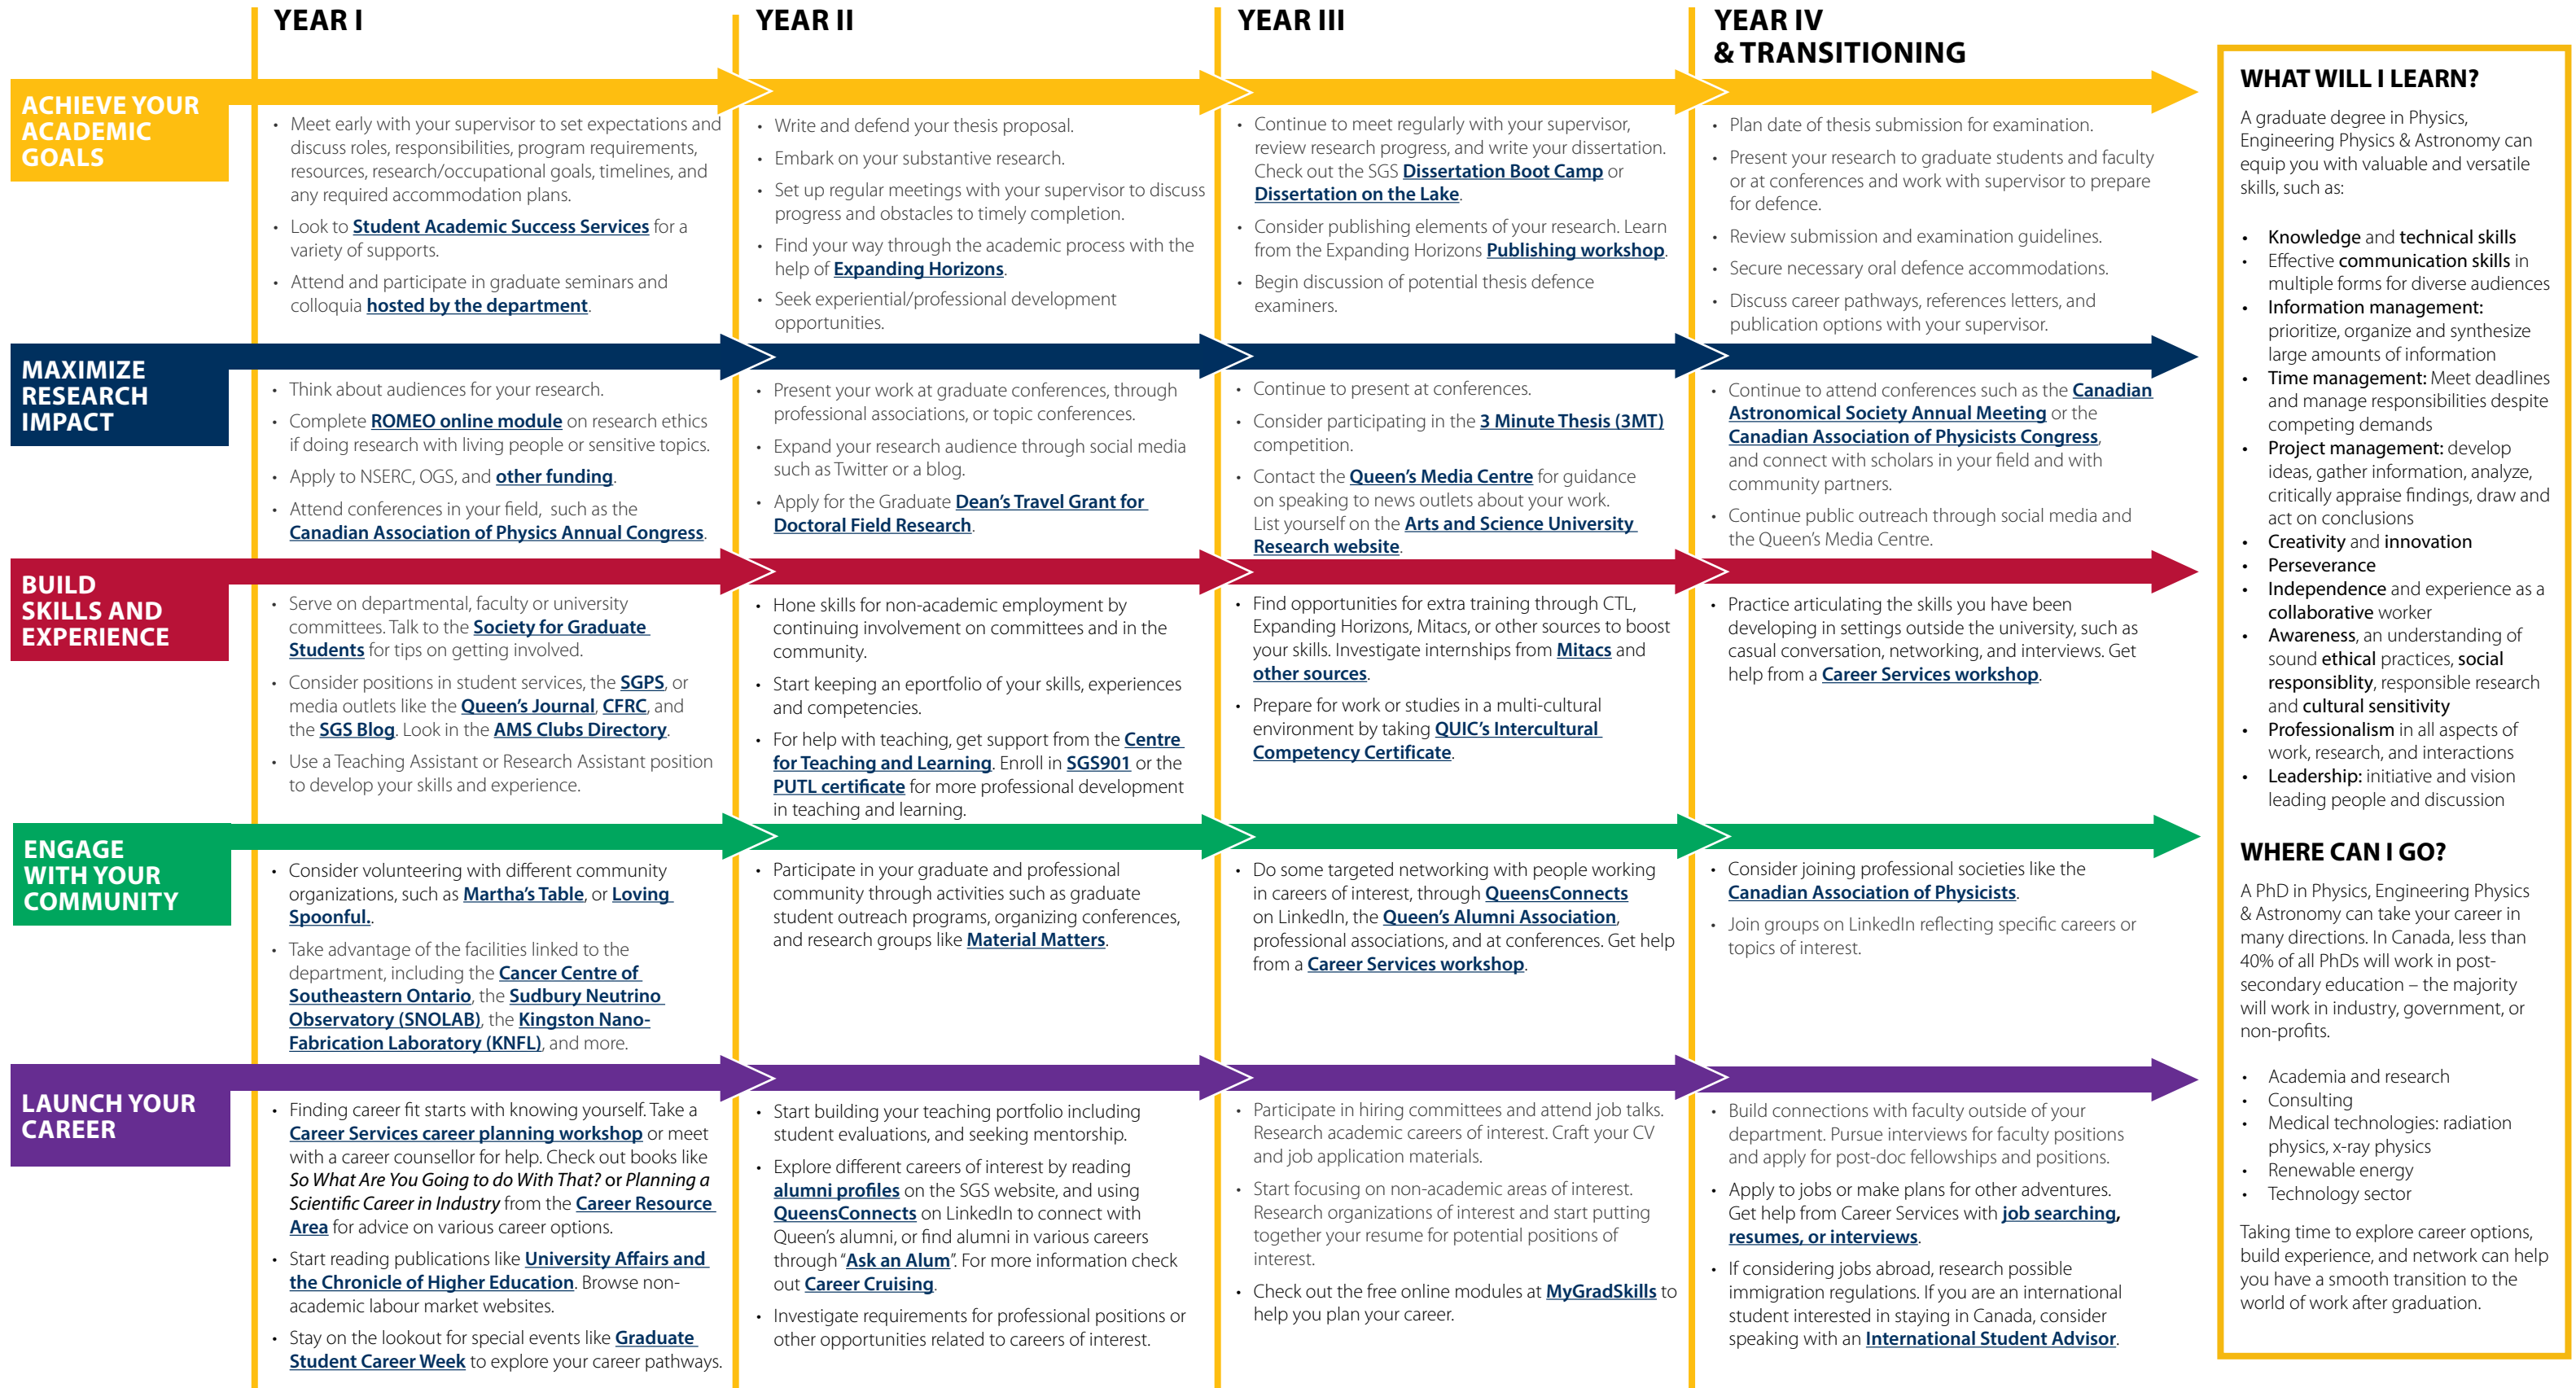 YEAR I
YEAR II
YEAR III
YEAR IV
& TRANSITIONING
ACHIEVE YOUR
ACADEMIC
GOALS
• Meet early with your supervisor to set expectations and
discuss roles, responsibilities, program requirements,
resources, research/occupational goals, timelines, and
any required accommodation plans.
• Look to Student Academic Success Services for a
variety of supports.
• Attend and participate in graduate seminars and
colloquia hosted by the department.
• Write and defend your thesis proposal.
• Embark on your substantive research.
• Set up regular meetings with your supervisor to discuss
progress and obstacles to timely completion.
• Find your way through the academic process with the
help of Expanding Horizons.
• Seek experiential/professional development
opportunities.
• Continue to meet regularly with your supervisor,
review research progress, and write your dissertation.
Check out the SGS Dissertation Boot Camp or
Dissertation on the Lake.
• Consider publishing elements of your research. Learn
from the Expanding Horizons Publishing workshop.
• Begin discussion of potential thesis defence
examiners.
• Plan date of thesis submission for examination.
• Present your research to graduate students and faculty
or at conferences and work with supervisor to prepare
for defence.
• Review submission and examination guidelines.
• Secure necessary oral defence accommodations.
• Discuss career pathways, references letters, and
publication options with your supervisor.
MAXIMIZE
RESEARCH
IMPACT
• Think about audiences for your research.
• Complete ROMEO online module on research ethics
if doing research with living people or sensitive topics.
• Apply to NSERC, OGS, and other funding.
• Attend conferences in your field, such as the
Canadian Association of Physics Annual Congress.
• Present your work at graduate conferences, through
professional associations, or topic conferences.
• Expand your research audience through social media
such as Twitter or a blog.
• Apply for the Graduate Dean's Travel Grant for
Doctoral Field Research.
• Continue to present at conferences.
• Consider participating in the 3 Minute Thesis (3MT)
competition.
• Contact the Queen's Media Centre for guidance
on speaking to news outlets about your work.
List yourself on the Arts and Science University
Research website.
• Continue to attend conferences such as the Canadian
Astronomical Society Annual Meeting or the
Canadian Association of Physicists Congress,
and connect with scholars in your field and with
community partners.
• Continue public outreach through social media and
the Queen's Media Centre.
BUILD
SKILLS AND
EXPERIENCE
• Serve on departmental, faculty or university
committees. Talk to the Society for Graduate
Students for tips on getting involved.
• Consider positions in student services, the SGPS, or
media outlets like the Queen's Journal, CFRC, and
the SGS Blog. Look in the AMS Clubs Directory.
• Use a Teaching Assistant or Research Assistant position
to develop your skills and experience.
• Hone skills for non-academic employment by
continuing involvement on committees and in the
community.
• Start keeping an eportfolio of your skills, experiences
and competencies.
• For help with teaching, get support from the Centre
for Teaching and Learning. Enroll in SGS901 or the
PUTL certificate for more professional development
in teaching and learning.
• Find opportunities for extra training through CTL,
Expanding Horizons, Mitacs, or other sources to boost
your skills. Investigate internships from Mitacs and
other sources.
• Prepare for work or studies in a multi-cultural
environment by taking QUIC's Intercultural
Competency Certificate.
• Practice articulating the skills you have been
developing in settings outside the university, such as
casual conversation, networking, and interviews. Get
help from a Career Services workshop.
ENGAGE
WITH YOUR
COMMUNITY
• Consider volunteering with different community
organizations, such as Martha's Table, or Loving
Spoonful..
• Take advantage of the facilities linked to the
department, including the Cancer Centre of
Southeastern Ontario, the Sudbury Neutrino
Observatory (SNOLAB), the Kingston Nano-
Fabrication Laboratory (KNFL), and more.
• Participate in your graduate and professional
community through activities such as graduate
student outreach programs, organizing conferences,
and research groups like Material Matters.
• Do some targeted networking with people working
in careers of interest, through QueensConnects
on LinkedIn, the Queen's Alumni Association,
professional associations, and at conferences. Get help
from a Career Services workshop.
• Consider joining professional societies like the
Canadian Association of Physicists.
• Join groups on LinkedIn reflecting specific careers or
topics of interest.
LAUNCH YOUR
CAREER
• Finding career fit starts with knowing yourself. Take a
Career Services career planning workshop or meet
with a career counsellor for help. Check out books like
So What Are You Going to do With That? or Planning a
Scientific Career in Industry from the Career Resource
Area for advice on various career options.
• Start reading publications like University Affairs and
the Chronicle of Higher Education. Browse non-
academic labour market websites.
• Stay on the lookout for special events like Graduate
Student Career Week to explore your career pathways.
• Start building your teaching portfolio including
student evaluations, and seeking mentorship.
• Explore different careers of interest by reading
alumni profiles on the SGS website, and using
QueensConnects on LinkedIn to connect with
Queen's alumni, or find alumni in various careers
through "Ask an Alum". For more information check
out Career Cruising.
• Investigate requirements for professional positions or
other opportunities related to careers of interest.
• Participate in hiring committees and attend job talks.
Research academic careers of interest. Craft your CV
and job application materials.
• Start focusing on non-academic areas of interest.
Research organizations of interest and start putting
together your resume for potential positions of
interest.
• Check out the free online modules at MyGradSkills to
help you plan your career.
• Build connections with faculty outside of your
department. Pursue interviews for faculty positions
and apply for post-doc fellowships and positions.
• Apply to jobs or make plans for other adventures.
Get help from Career Services with job searching,
resumes, or interviews.
• If considering jobs abroad, research possible
immigration regulations. If you are an international
student interested in staying in Canada, consider
speaking with an International Student Advisor.
WHAT WILL I LEARN?
A graduate degree in Physics,
Engineering Physics & Astronomy can
equip you with valuable and versatile
skills, such as:
• Knowledge and technical skills
• Effective communication skills in
multiple forms for diverse audiences
• Information management:
prioritize, organize and synthesize
large amounts of information
• Time management: Meet deadlines
and manage responsibilities despite
competing demands
• Project management: develop
ideas, gather information, analyze,
critically appraise findings, draw and
act on conclusions
• Creativity and innovation
• Perseverance
• Independence and experience as a
collaborative worker
• Awareness, an understanding of
sound ethical practices, social
responsiblity, responsible research
and cultural sensitivity
• Professionalism in all aspects of
work, research, and interactions
• Leadership: initiative and vision
leading people and discussion
WHERE CAN I GO?
A PhD in Physics, Engineering Physics
& Astronomy can take your career in
many directions. In Canada, less than
40% of all PhDs will work in post-
secondary education – the majority
will work in industry, government, or
non-profits.
• Academia and research
• Consulting
• Medical technologies: radiation
physics, x-ray physics
• Renewable energy
• Technology sector
Taking time to explore career options,
build experience, and network can help
you have a smooth transition to the
world of work after graduation.